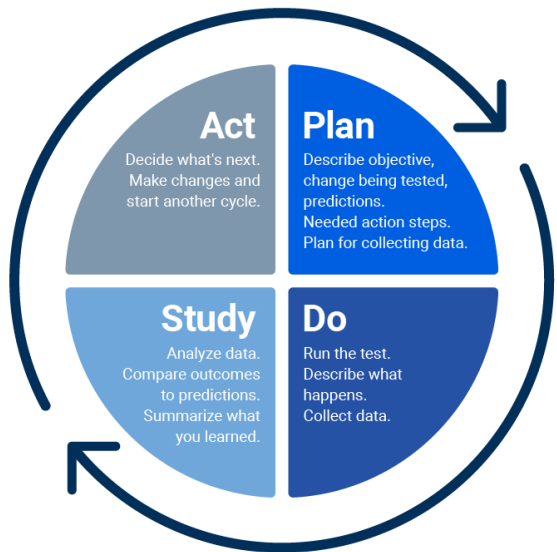 Act
Decide what's next.
Make changes and
start another cycle.
Plan
Describe objective,
change being tested,
predictions.
Needed action steps.
Plan for collecting data.
Study
Analyze data.
Compare outcomes
to predictions.
Summarize what
you learned.
Do
Run the test.
Describe what
happens.
Collect data.